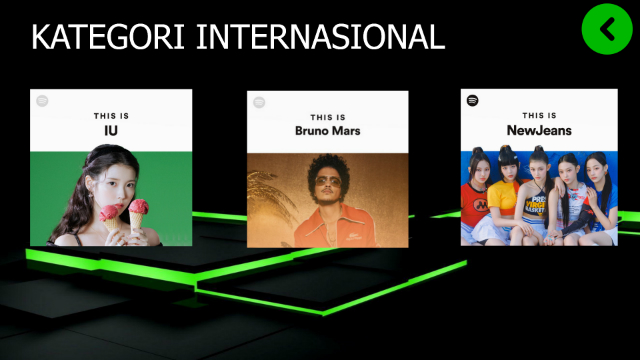 KATEGORI INTERNASIONAL
THIS IS
IU
THIS IS
Bruno Mars
THIS IS
NewJeans